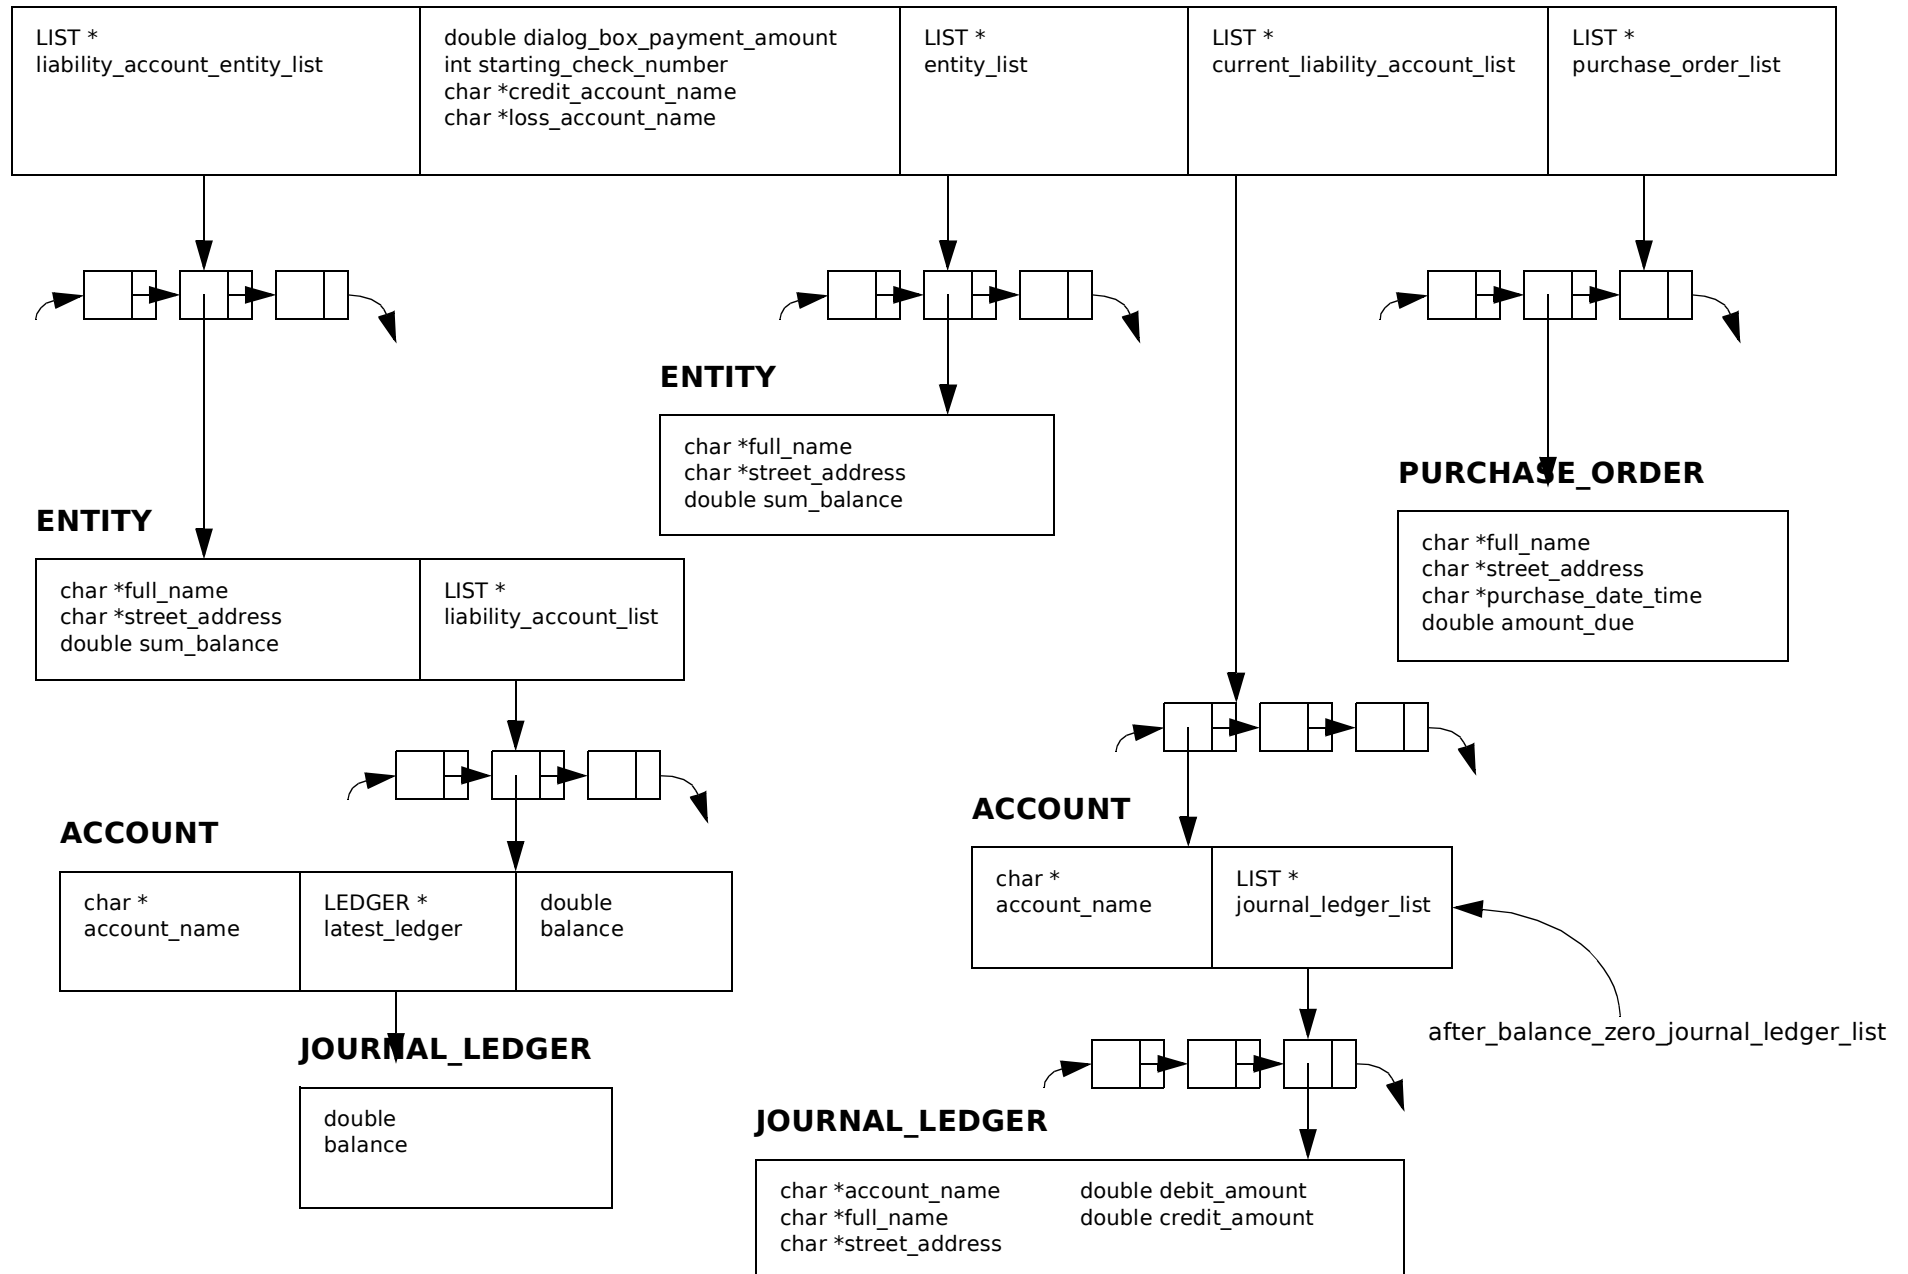 LIST *
liability_account_entity_list
double dialog_box_payment_amount
int starting_check_number
char *credit_account_name
char *loss_account_name
LIST *
entity_list
LIST *
current_liability_account_list
LIST *
purchase_order_list
ENTITY
char *full_name
char *street_address
double sum_balance
PURCHASE_ORDER
char *full_name
char *street_address
char *purchase_date_time
double amount_due
ENTITY
char *full_name
char *street_address
double sum_balance
LIST *
liability_account_list
ACCOUNT
char *
account_name
LEDGER *
latest_ledger
double
balance
ACCOUNT
char *
account_name
LIST *
journal_ledger_list
after_balance_zero_journal_ledger_list
JOURNAL_LEDGER
double
balance
JOURNAL_LEDGER
char *account_name
char *full_name
char *street_address
double debit_amount
double credit_amount